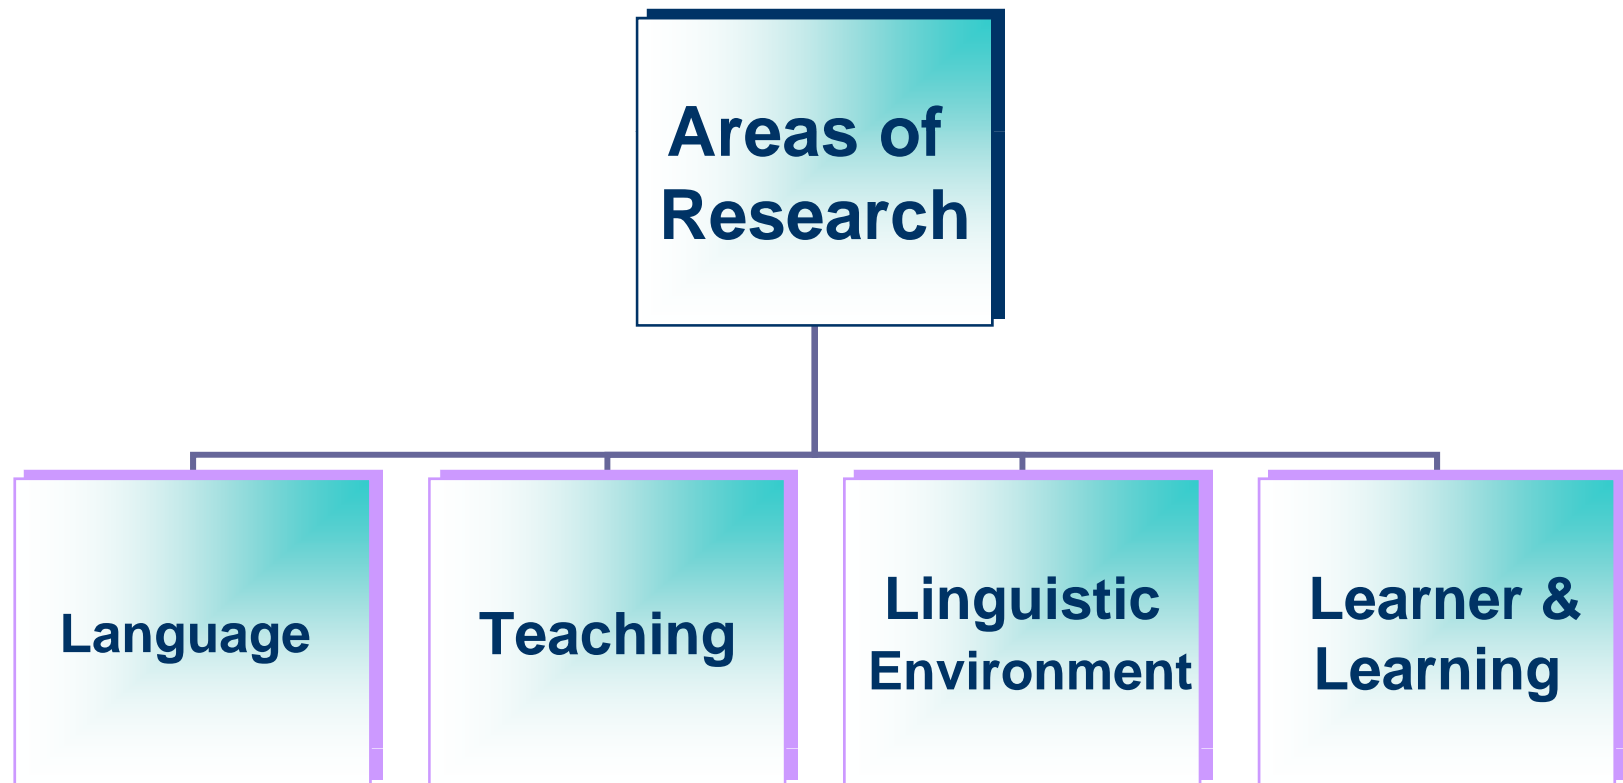 Areas of
Research
Language
Teaching
Linguistic
Environment
Learner &
Learning